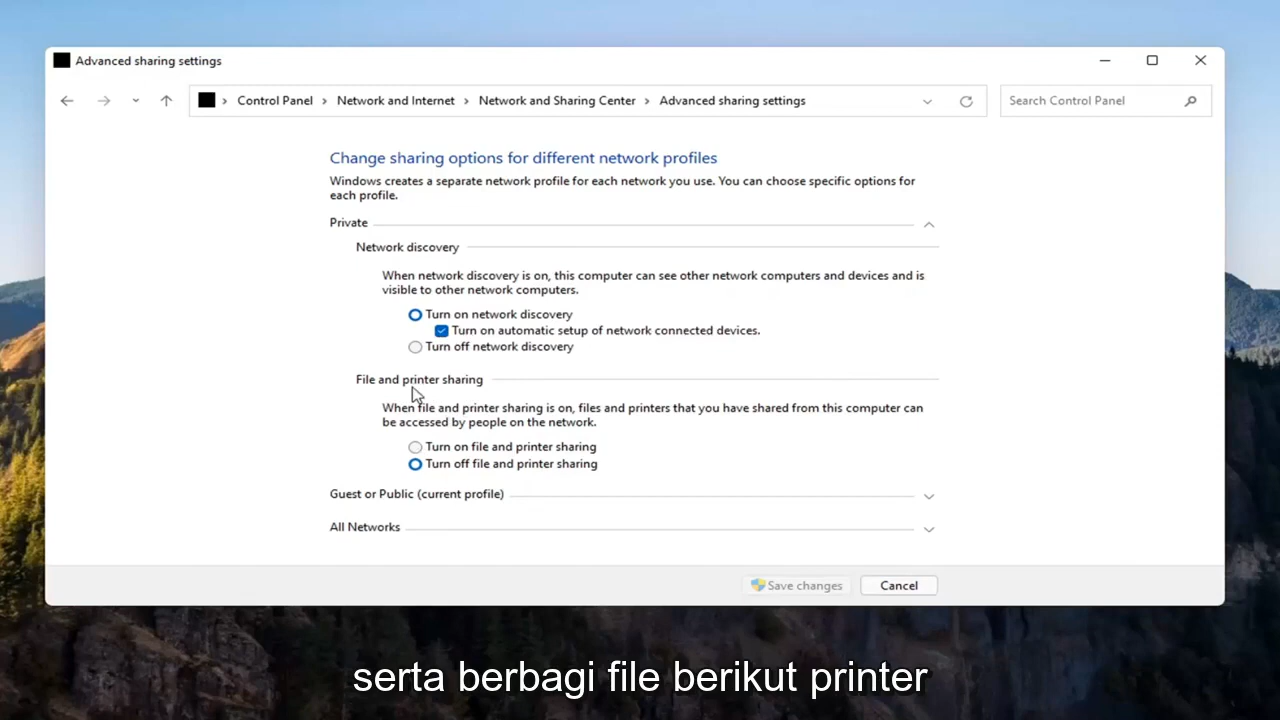 Advanced sharing settings
Control Panel > Network and Internet > Network and Sharing Center > Advanced sharing settings
Search Control Panel
Change sharing options for different network profiles
Windows creates a separate network profile for each network you use. You can choose specific options for
each profile.
Private
Network discovery
When network discovery is on, this computer can see other network computers and devices and is
visible to other network computers.
Turn on network discovery
Turn on automatic setup of network connected devices.
Turn off network discovery
File and printer sharing
When file and printer sharing is on, files and printers that you have shared from this computer can
be accessed by people on the network.
Turn on file and printer sharing
Turn off file and printer sharing
Guest or Public (current profile)
All Networks
Save changes
Cancel
serta berbagi file berikut printer